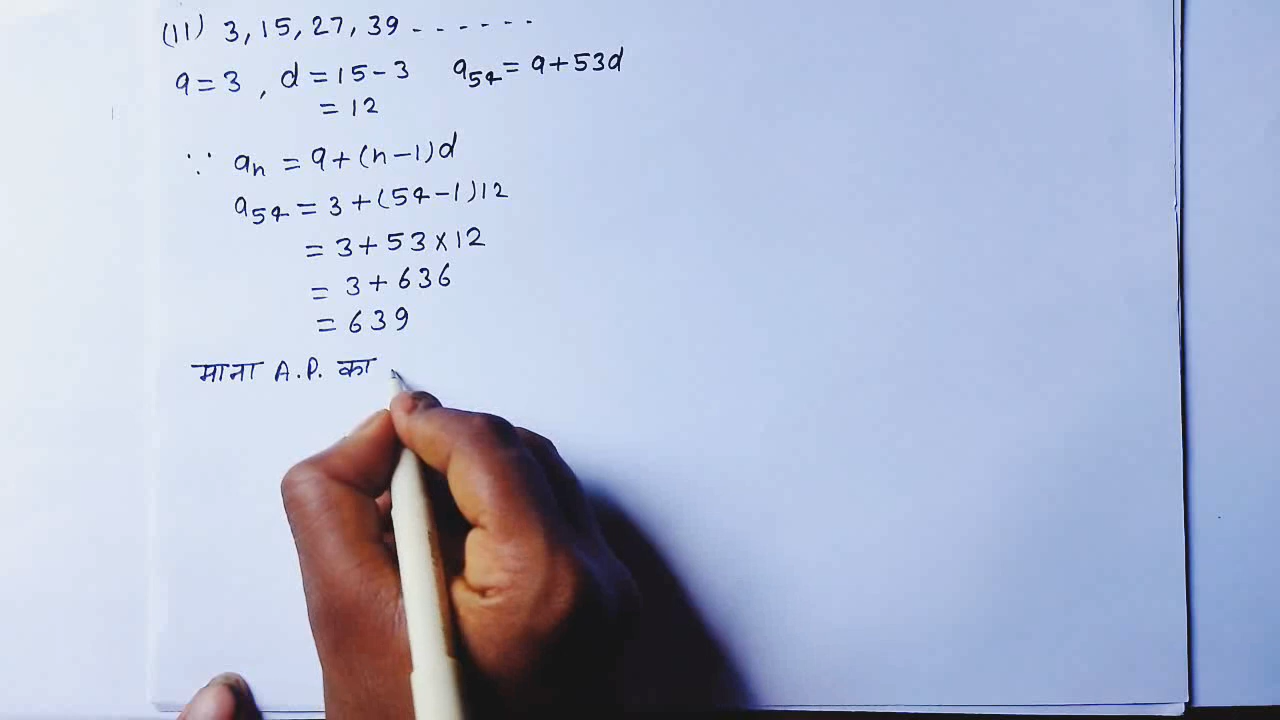 (11) 3, 15, 27, 39 - - - - - -
a = 3 , d = 15 - 3 a54 = a + 53d
= 12
∵ an = a + (n - 1)d
a54 = 3 + (54 - 1)12
= 3 + 53 × 12
= 3 + 636
= 639
माना A.P. का